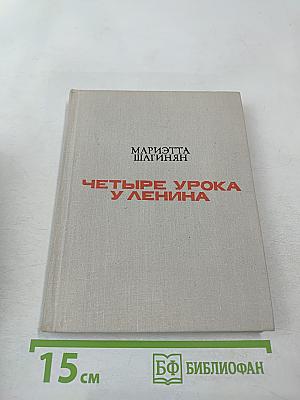 МАРИЭТТА
ШАГИНЯН
ЧЕТЫРЕ УРОКА
У ЛЕНИНА
15 см
БФ БИБЛИОФАН